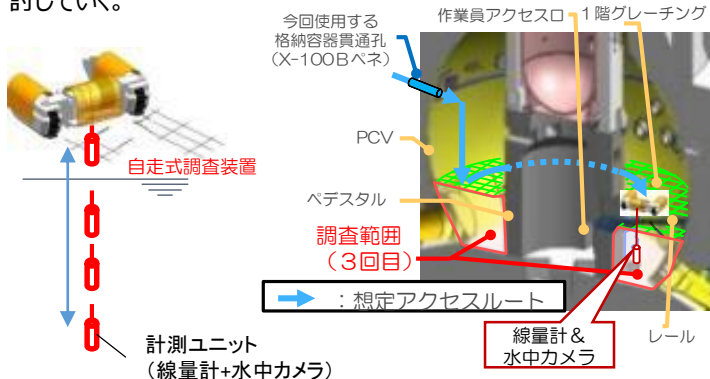 討していく。
自走式調査装置
計測ユニット
(線量計+水中カメラ)
今回使用する
格納容器貫通孔
(X-100Bペネ)
作業員アクセス口
1階グレーチング
PCV
ペデスタル
調査範囲
(3回目)
:想定アクセスルート
線量計&
水中カメラ
レール